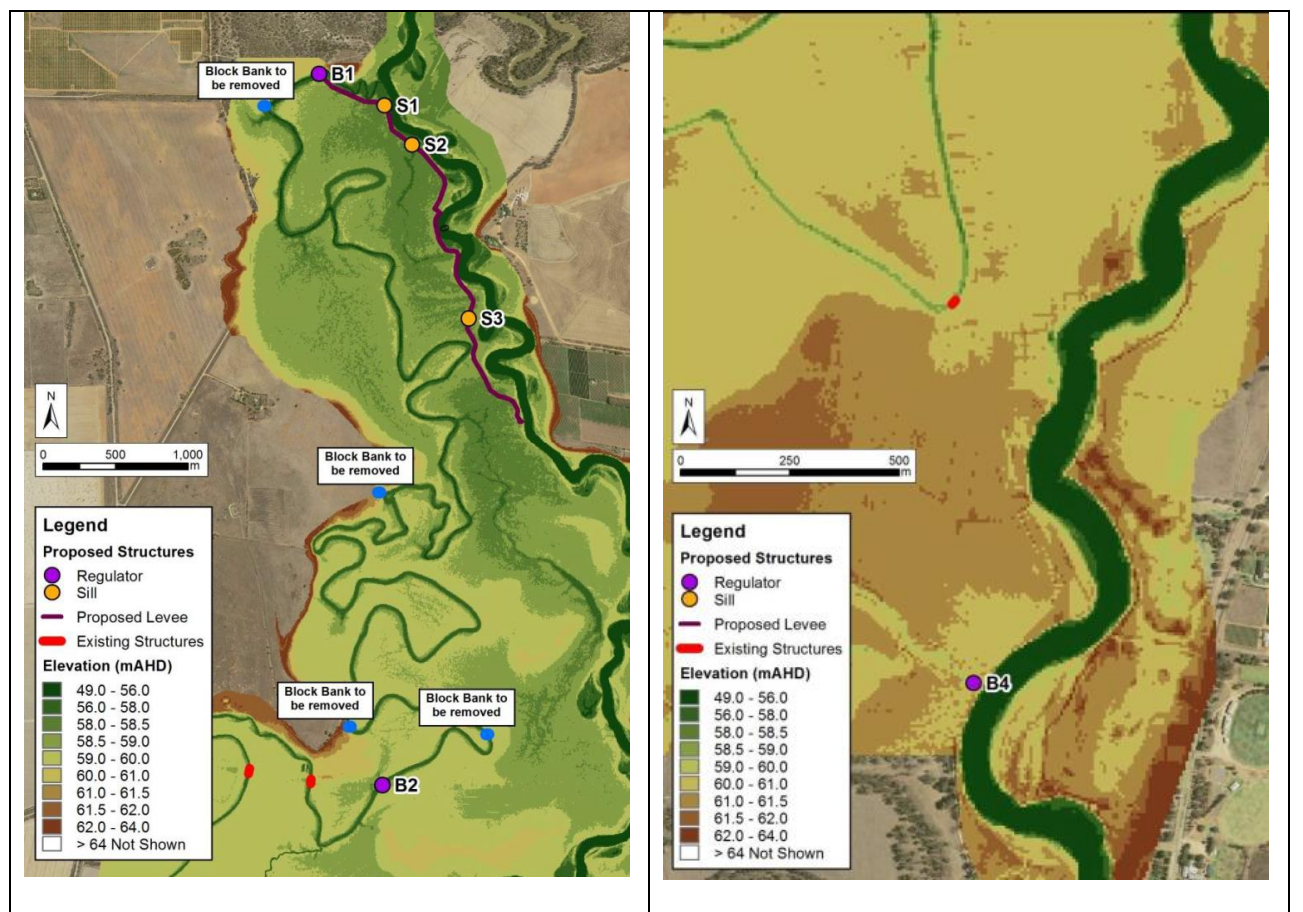 Block Bank to
be removed
B1
S1
S2
S3
N
0 500 1,000
m
Block Bank to
be removed
Block Bank to
be removed
Block Bank to
be removed
B2
Legend
Proposed Structures
Regulator
Sill
Proposed Levee
Existing Structures
Elevation (mAHD)
49.0 - 56.0
56.0 - 58.0
58.0 - 58.5
58.5 - 59.0
59.0 - 60.0
60.0 - 61.0
61.0 - 61.5
61.5 - 62.0
62.0 - 64.0
> 64 Not Shown
N
0 250 500
m
B4
Legend
Proposed Structures
Regulator
Sill
Proposed Levee
Existing Structures
Elevation (mAHD)
49.0 - 56.0
56.0 - 58.0
58.0 - 58.5
58.5 - 59.0
59.0 - 60.0
60.0 - 61.0
61.0 - 61.5
61.5 - 62.0
62.0 - 64.0
> 64 Not Shown